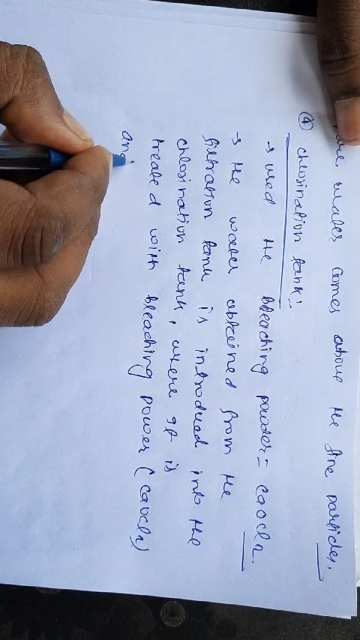 water comes above the fine particles.
④ chlorination tank:-
→ used the bleaching powder = caocl2.
→ the water obtained from the
filtration tank is introduced into the
chlorination tank, where it is
treated with bleaching power (caocl2)
an